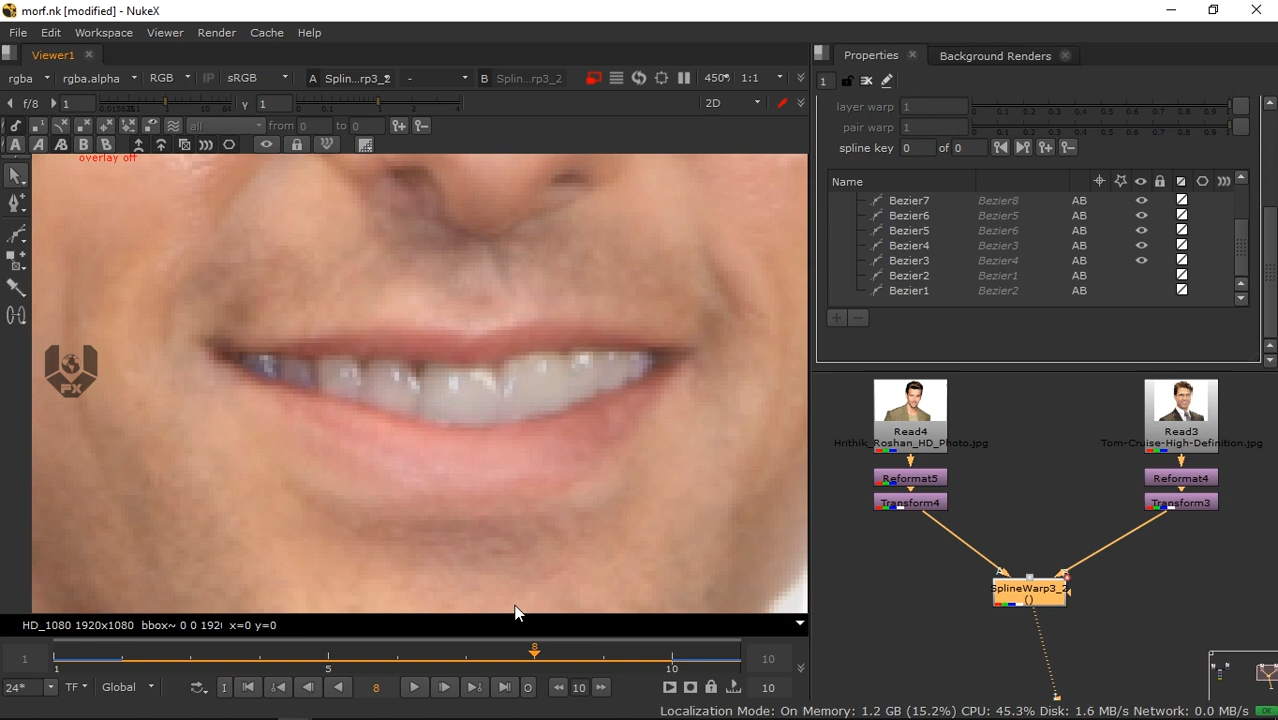 morf.nk [modified] - NukeX
File Edit Workspace Viewer Render Cache Help
Viewer1
Properties
Background Renders
rgba rgba.alpha RGB IP sRGB A Splin...rp3_2 - B Splin...rp3_2 450% 1:1
f/8 1 γ 1 2D
all from 0 to 0
overlay off
FX
1
layer warp 1
pair warp 1
spline key 0 of 0
Name
Bezier7 Bezier8 AB
Bezier6 Bezier5 AB
Bezier5 Bezier6 AB
Bezier4 Bezier3 AB
Bezier3 Bezier4 AB
Bezier2 Bezier1 AB
Bezier1 Bezier2 AB
Read4
Hrithik_Roshan_HD_Photo.jpg
Reformat5
Transform4
Read3
Tom-Cruise-High-Definition.jpg
Reformat4
Transform3
A
B
SplineWarp3_2
()
HD_1080 1920x1080 bbox~ 0 0 192 x=0 y=0
1 1 5 8 10 10
24* TF Global 8 10 10
Localization Mode: On Memory: 1.2 GB (15.2%) CPU: 45.3% Disk: 1.6 MB/s Network: 0.0 MB/s OK